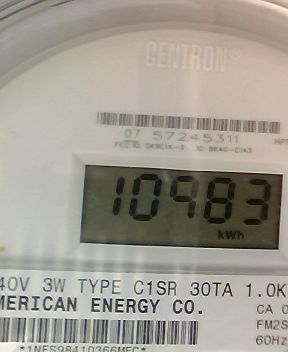 CENTRON®
07 57245311
10983
kWh
40V 3W TYPE C1SR 30TA 1.0K
MERICAN ENERGY CO.
CA 0
FM2S
60Hz
*1NES98410366MEC*